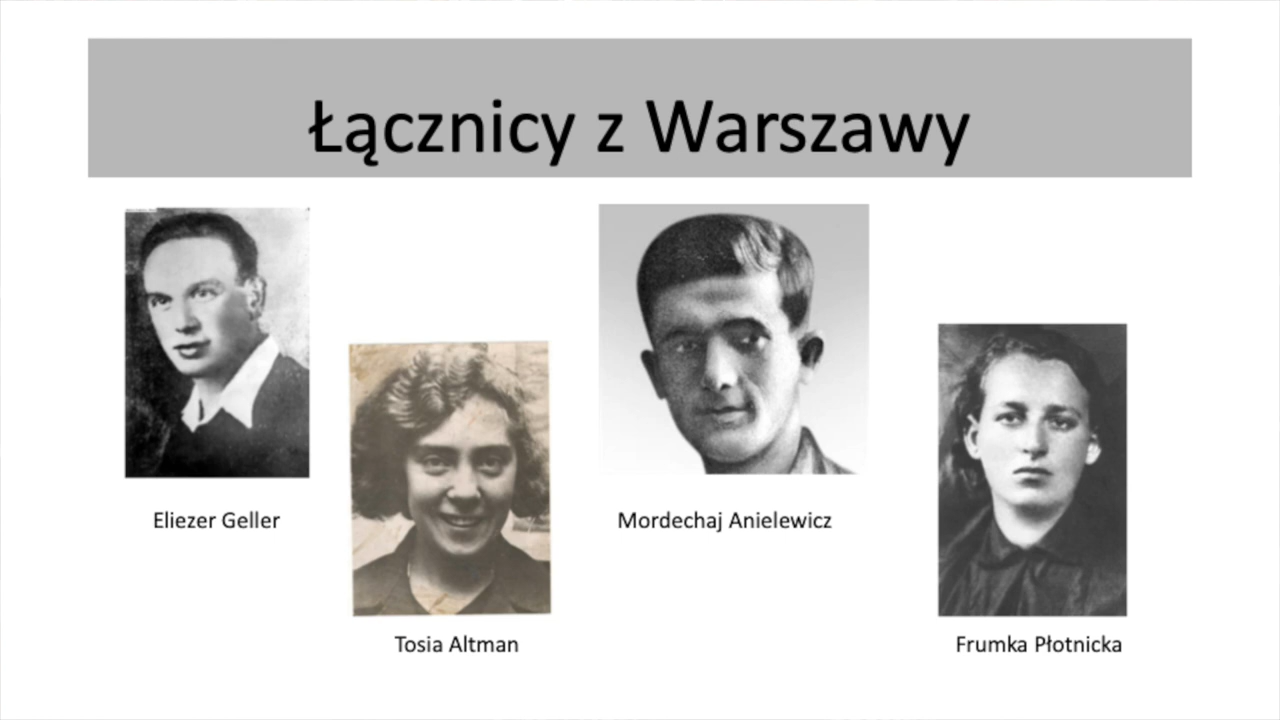 Łącznicy z Warszawy
Eliezer Geller
Mordechaj Anielewicz
Tosia Altman
Frumka Płotnicka